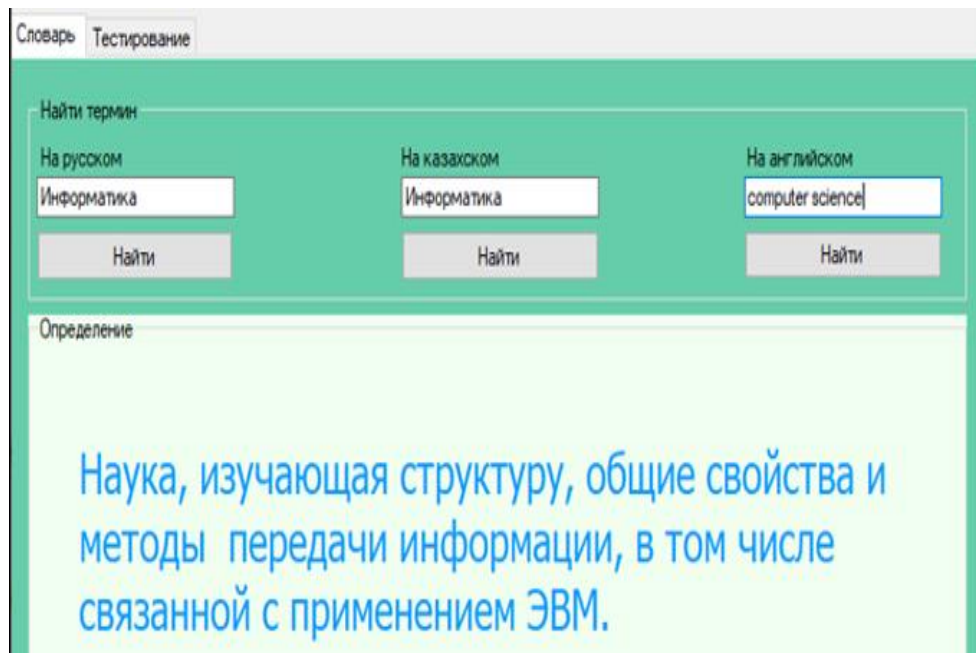 Словарь Тестирование
Найти термин
На русском На казахском На английском
Информатика Информатика computer science
Найти Найти Найти
Определение
Наука, изучающая структуру, общие свойства и
методы передачи информации, в том числе
связанной с применением ЭВМ.